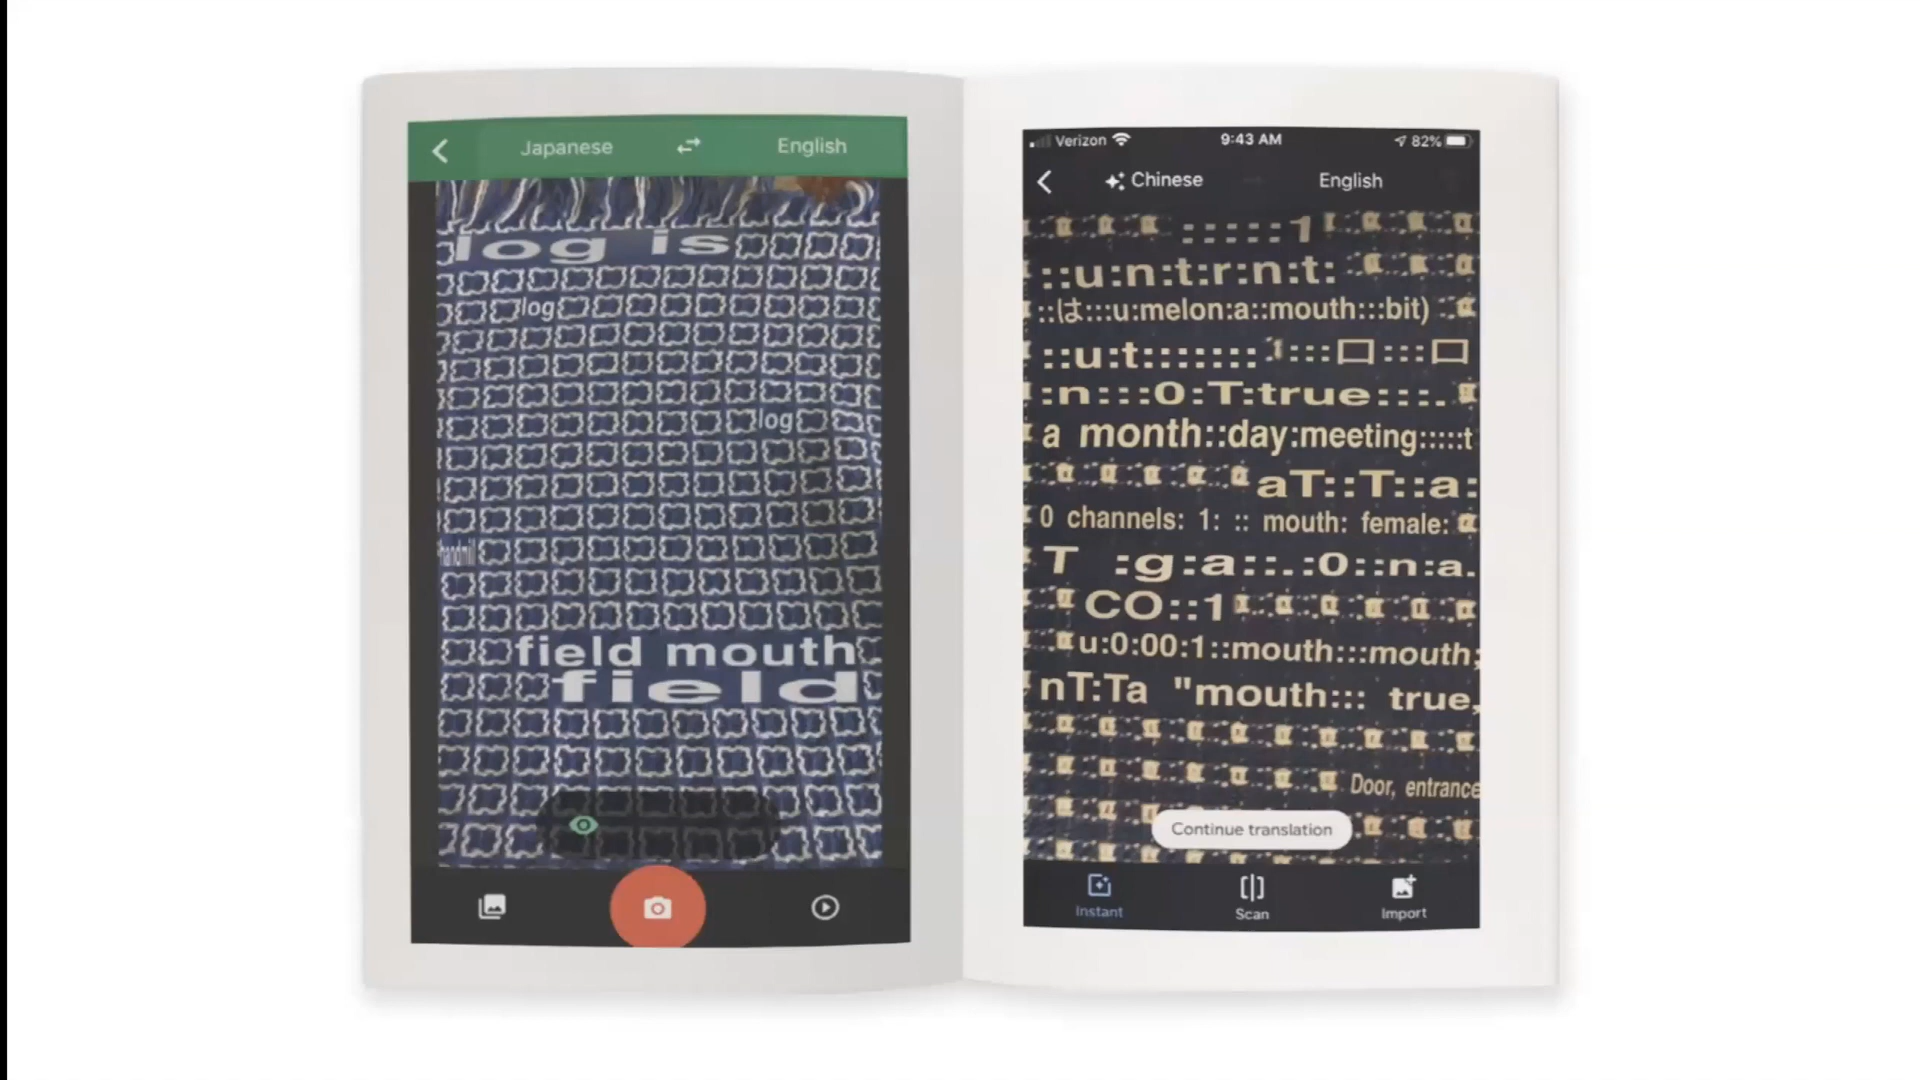 Japanese English
log is
log
log
handmill
field mouth
field
Verizon 9:43 AM 82%
Chinese English
:::::1
::u:n:t:r:n:t:
::は:::u:melon:a::mouth:::bit)
::u:t::::::: :::□:::□
:n:::0:T:true::::.
a month::day:meeting:::::t
aT::T::a:
0 channels: 1: :: mouth: female:
T :g:a::.:0::n:a.
CO::1
u:0:00:1::mouth:::mouth;
nT:Ta "mouth::: true,
Door, entrance
Continue translation
Instant Scan Import